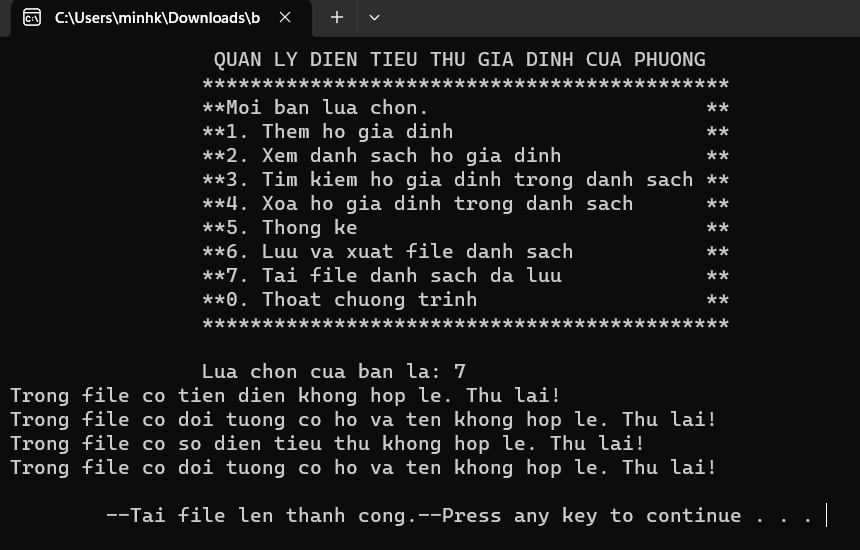 C:\Users\minhk\Downloads\b
QUAN LY DIEN TIEU THU GIA DINH CUA PHUONG
********************************************
**Moi ban lua chon. **
**1. Them ho gia dinh **
**2. Xem danh sach ho gia dinh **
**3. Tim kiem ho gia dinh trong danh sach **
**4. Xoa ho gia dinh trong danh sach **
**5. Thong ke **
**6. Luu va xuat file danh sach **
**7. Tai file danh sach da luu **
**0. Thoat chuong trinh **
********************************************
Lua chon cua ban la: 7
Trong file co tien dien khong hop le. Thu lai!
Trong file co doi tuong co ho va ten khong hop le. Thu lai!
Trong file co so dien tieu thu khong hop le. Thu lai!
Trong file co doi tuong co ho va ten khong hop le. Thu lai!
--Tai file len thanh cong.--Press any key to continue . . .